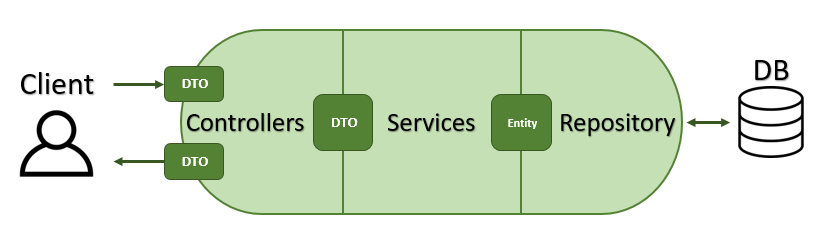 Client
DTO
DTO
Controllers
DTO
Services
Entity
Repository
DB